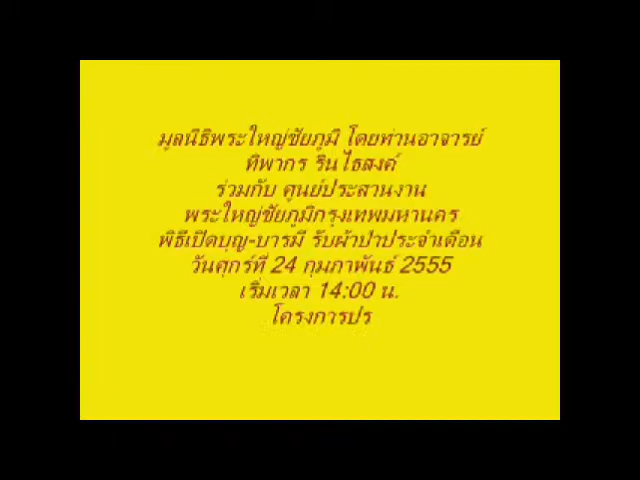 มูลนิธิพระใหญ่ชัยภูมิ โดยท่านอาจารย์
ทิพากร รินไธสงค์
ร่วมกับ ศูนย์ประสานงาน
พระใหญ่ชัยภูมิกรุงเทพมหานคร
พิธีเปิดบุญ-บารมี รับผ้าป่าประจำเดือน
วันศุกร์ที่ 24 กุมภาพันธ์ 2555
เริ่มเวลา 14:00 น.
โครงการปร